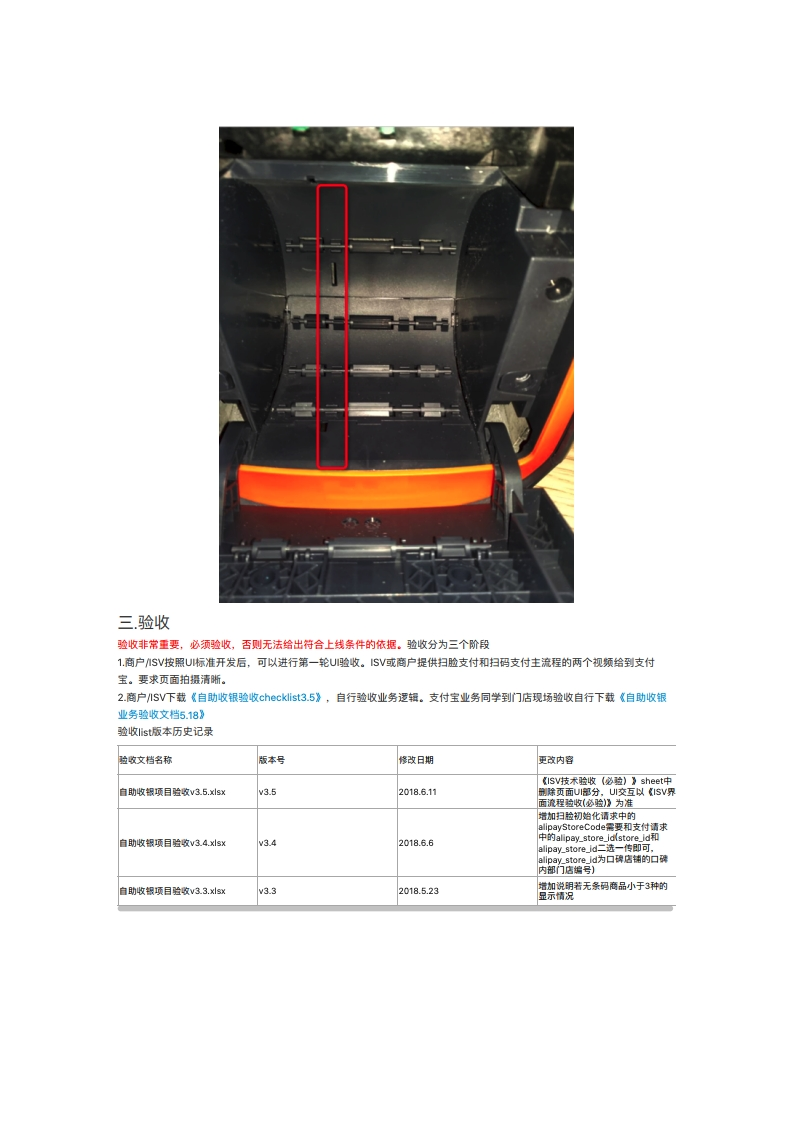 三.验收
验收非常重要，必须验收，否则无法给出符合上线条件的依据。验收分为三个阶段
1.商户/ISV按照UI标准开发后，可以进行第一轮UI验收。ISV或商户提供扫脸支付和扫码支付主流程的两个视频给到支付
宝。要求页面拍摄清晰。
2.商户/ISV下载《自助收银验收checklist3.5》，自行验收业务逻辑。支付宝业务同学到门店现场验收自行下载《自助收银
业务验收文档5.18》
验收list版本历史记录
验收文档名称 版本号 修改日期 更改内容
自助收银项目验收v3.5.xlsx v3.5 2018.6.11
《ISV技术验收（必验）》sheet中
删除页面UI部分，UI交互以《ISV界
面流程验收(必验)》为准
自助收银项目验收v3.4.xlsx v3.4 2018.6.6
增加扫脸初始化请求中的
alipayStoreCode需要和支付请求
中的alipay_store_id(store_id和
alipay_store_id二选一传即可，
alipay_store_id为口碑店铺的口碑
内部门店编号)
自助收银项目验收v3.3.xlsx v3.3 2018.5.23
增加说明若无条码商品小于3种的
显示情况